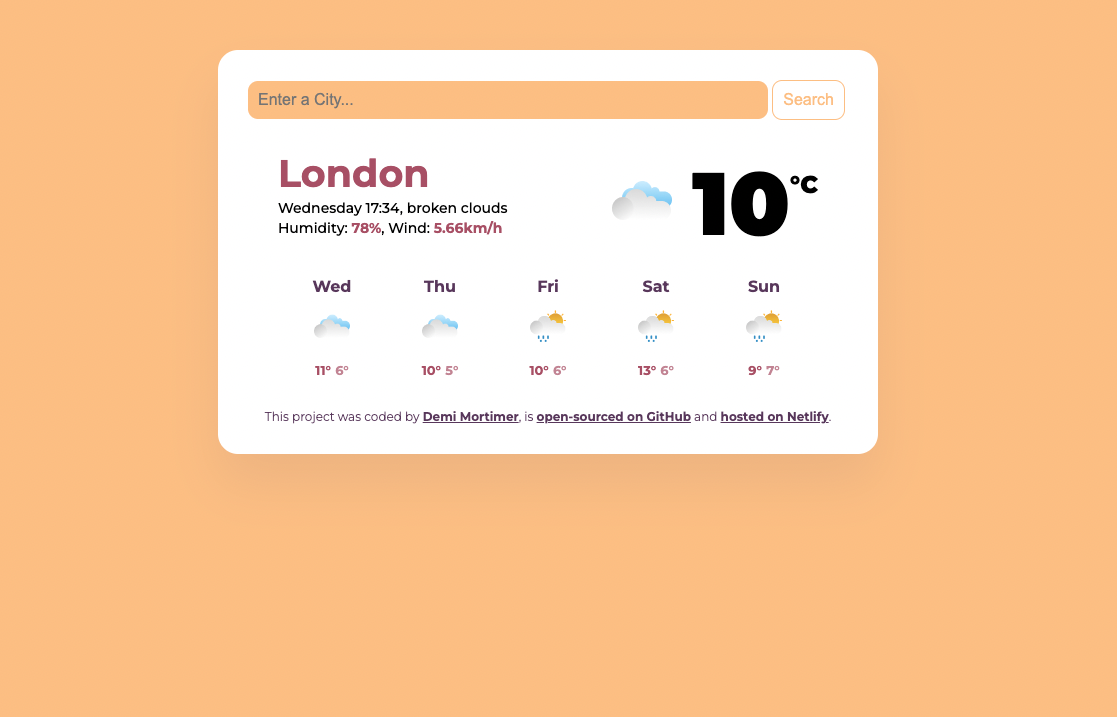 Enter a City...
Search
London
10 °C
Wednesday 17:34, broken clouds
Humidity: 78%, Wind: 5.66km/h
Wed Thu Fri Sat Sun
11° 6° 10° 5° 10° 6° 13° 6° 9° 7°
This project was coded by Demi Mortimer, is open-sourced on GitHub and hosted on Netlify.